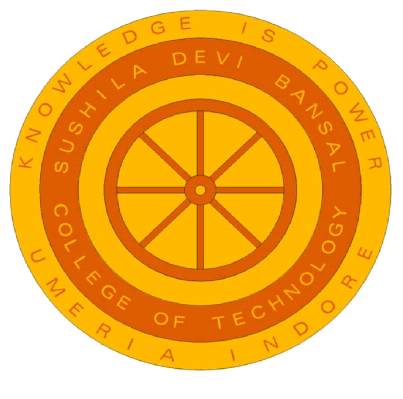 KNOWLEDGE IS POWER
SUSHILA DEVI BANSAL
COLLEGE OF TECHNOLOGY
UMERIA INDORE